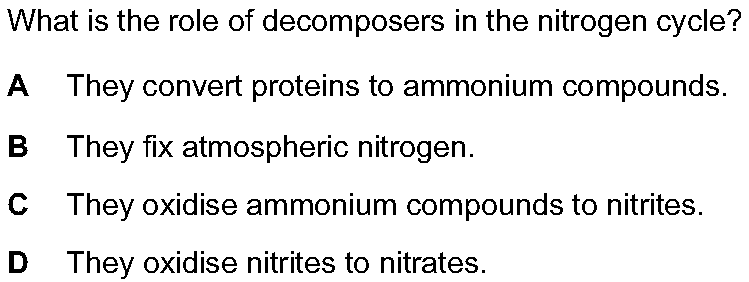 What is the role of decomposers in the nitrogen cycle?
A They convert proteins to ammonium compounds.
B They fix atmospheric nitrogen.
C They oxidise ammonium compounds to nitrites.
D They oxidise nitrites to nitrates.